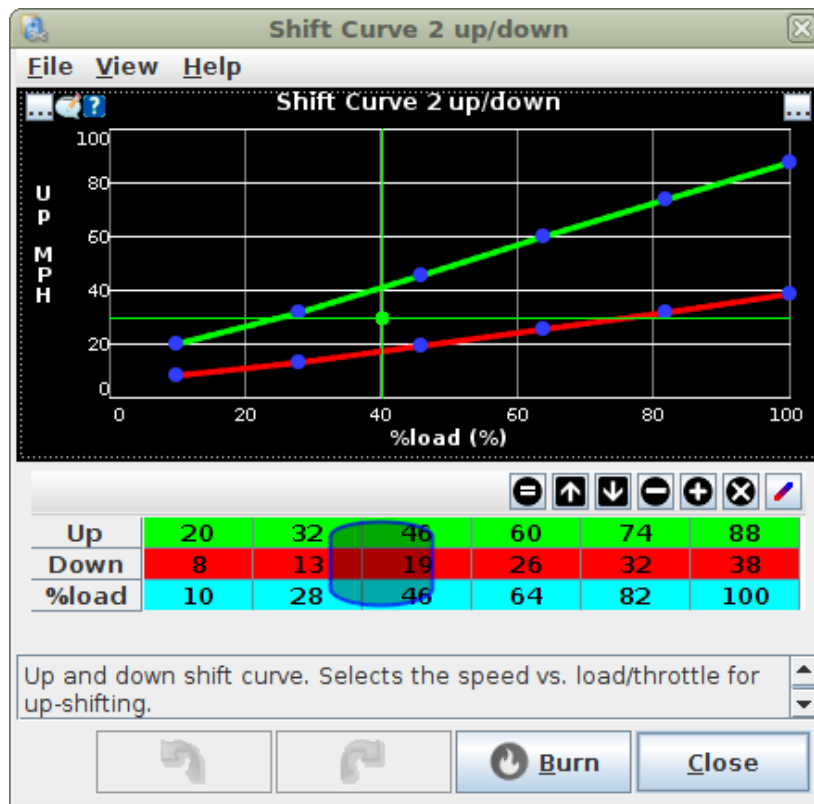 Shift Curve 2 up/down
File View Help
... ? Shift Curve 2 up/down ...
Up MPH
100
80
60
40
20
0
0 20 40 60 80 100
%load (%)
Up 20 32 46 60 74 88
Down 8 13 19 26 32 38
%load 10 28 46 64 82 100
Up and down shift curve. Selects the speed vs. load/throttle for
up-shifting.
Burn Close